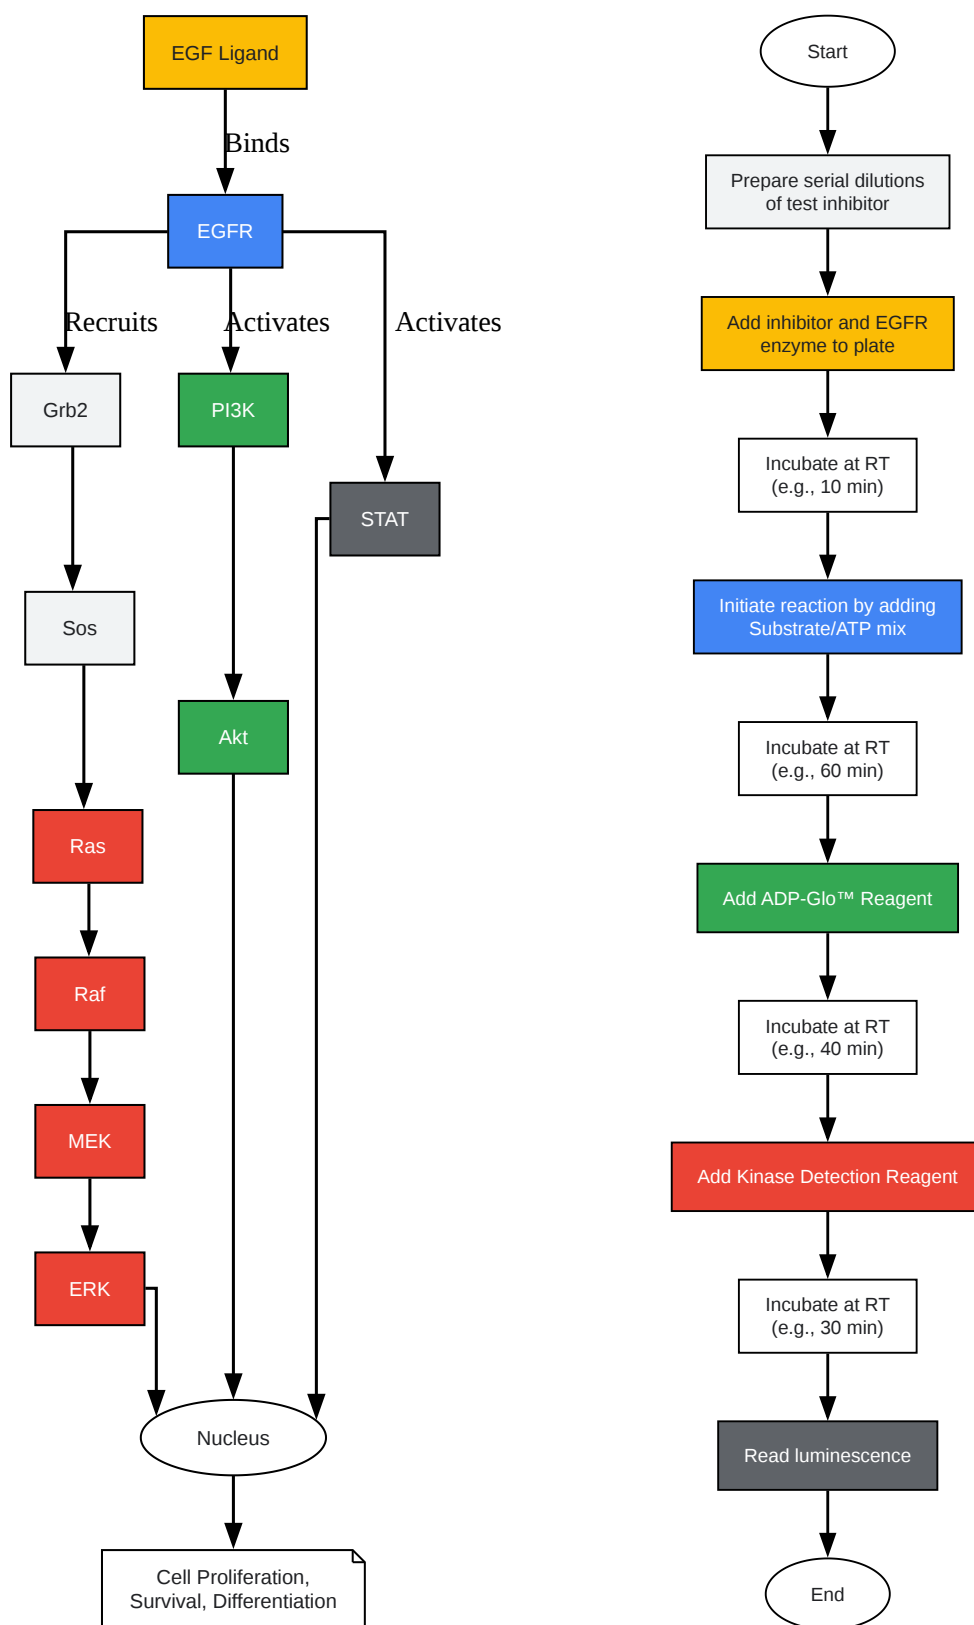 EGF Ligand
Binds
EGFR
Recruits
Activates
Activates
Grb2
PI3K
STAT
Sos
Akt
Ras
Raf
MEK
ERK
Nucleus
Cell Proliferation,
Survival, Differentiation
Start
Prepare serial dilutions
of test inhibitor
Add inhibitor and EGFR
enzyme to plate
Incubate at RT
(e.g., 10 min)
Initiate reaction by adding
Substrate/ATP mix
Incubate at RT
(e.g., 60 min)
Add ADP-Glo™ Reagent
Incubate at RT
(e.g., 40 min)
Add Kinase Detection Reagent
Incubate at RT
(e.g., 30 min)
Read luminescence
End